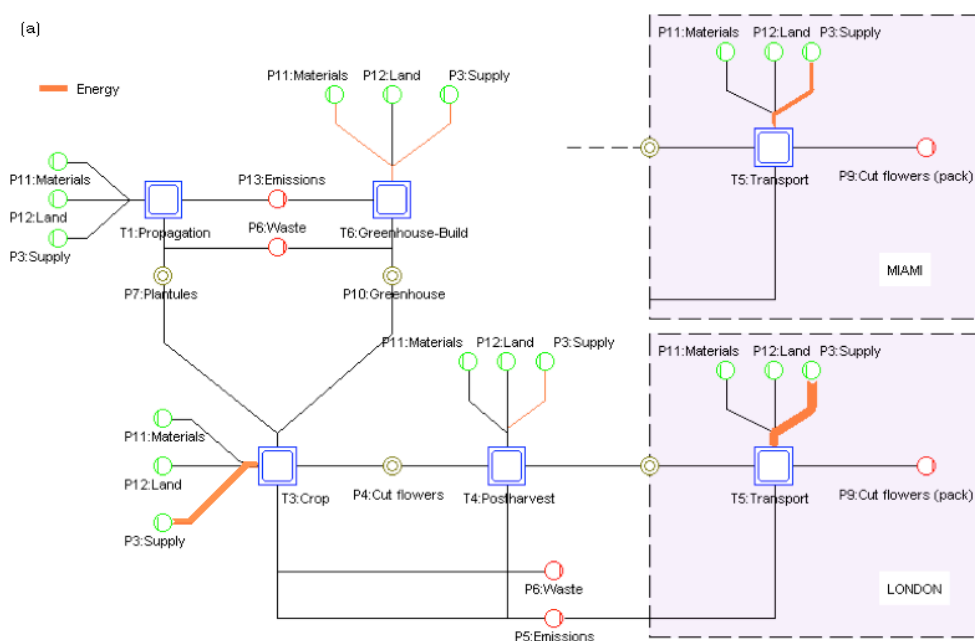 (a)
Energy
P11:Materials
P12:Land
P3:Supply
P11:Materials
P12:Land
P3:Supply
T5:Transport
P9:Cut flowers (pack)
MIAMI
P11:Materials
P12:Land
P3:Supply
T1:Propagation
P13:Emissions
P6:Waste
T6:Greenhouse-Build
P7:Plantules
P10:Greenhouse
P11:Materials
P12:Land
P3:Supply
P11:Materials
P12:Land
P3:Supply
P11:Materials
P12:Land
P3:Supply
T3:Crop
P4:Cut flowers
T4:Postharvest
T5:Transport
P9:Cut flowers (pack)
P6:Waste
P5:Emissions
LONDON